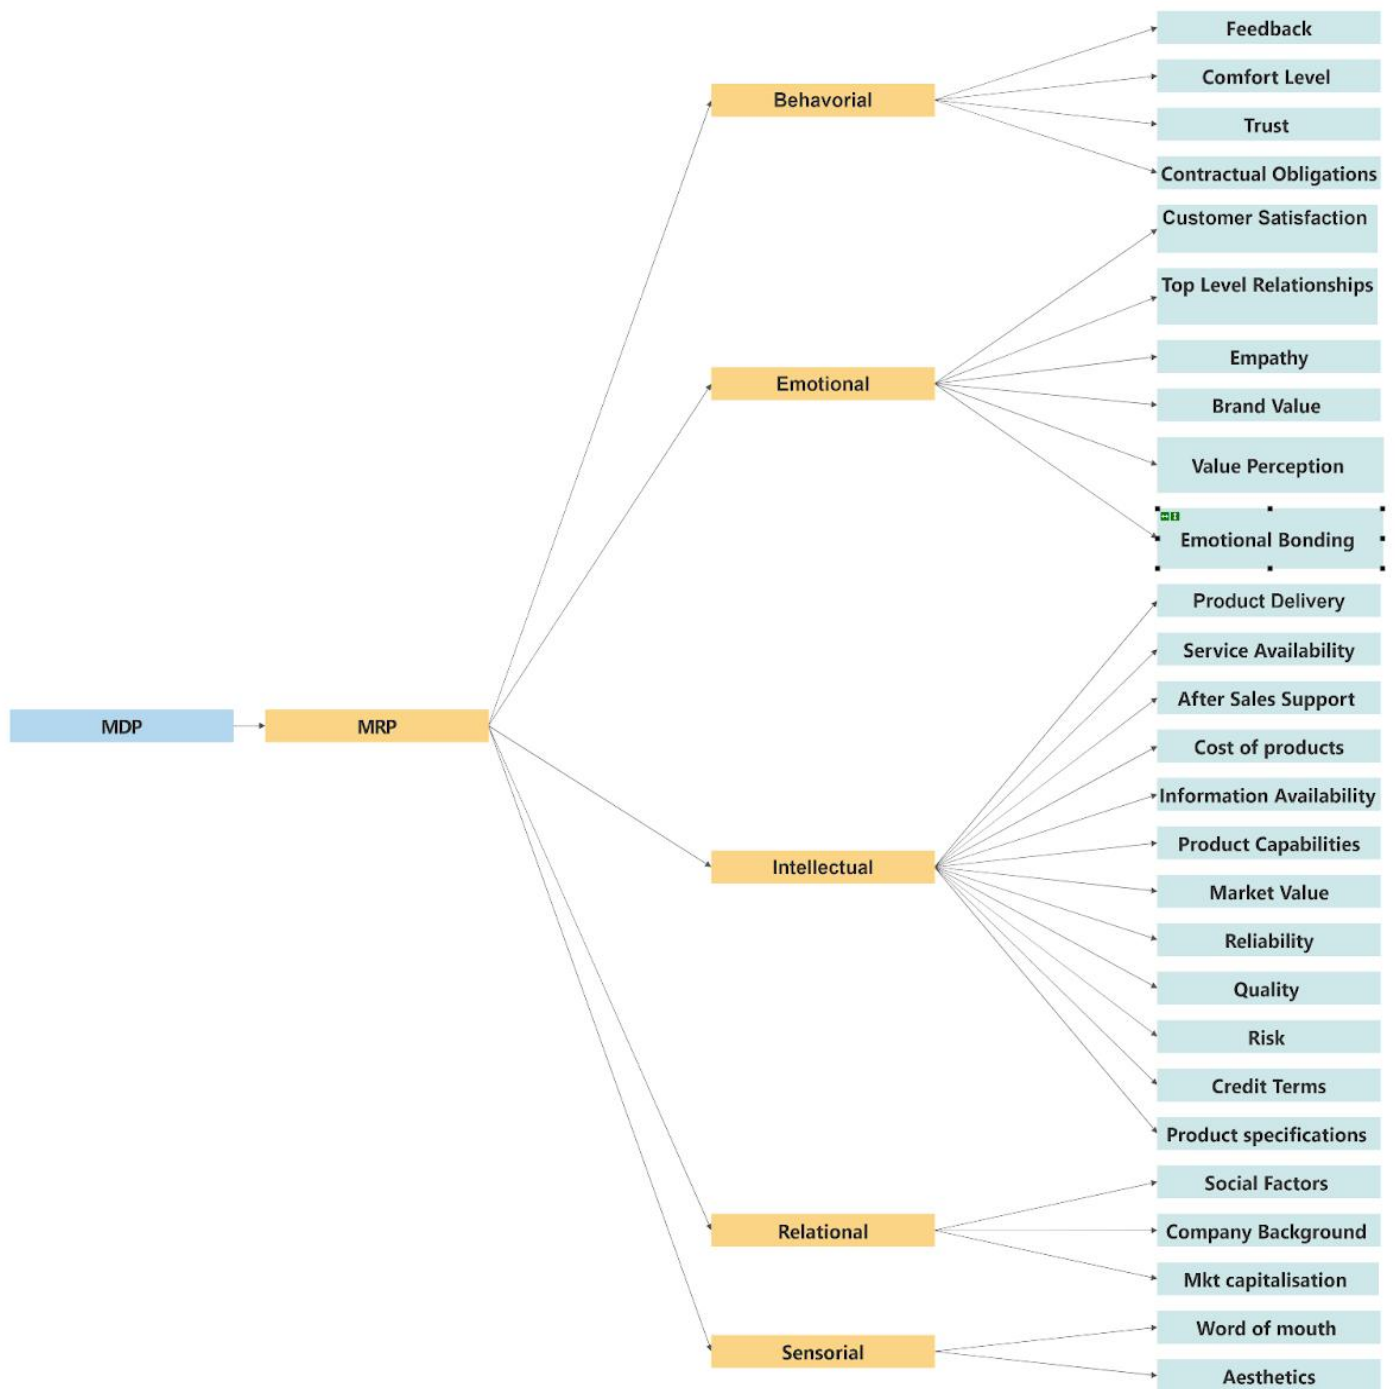 Feedback
Comfort Level
Behavorial
Trust
Contractual Obligations
Customer Satisfaction
Top Level Relationships
Empathy
Emotional
Brand Value
Value Perception
Emotional Bonding
Product Delivery
Service Availability
After Sales Support
MDP
MRP
Cost of products
Information Availability
Product Capabilities
Intellectual
Market Value
Reliability
Quality
Risk
Credit Terms
Product specifications
Social Factors
Relational
Company Background
Mkt capitalisation
Word of mouth
Sensorial
Aesthetics